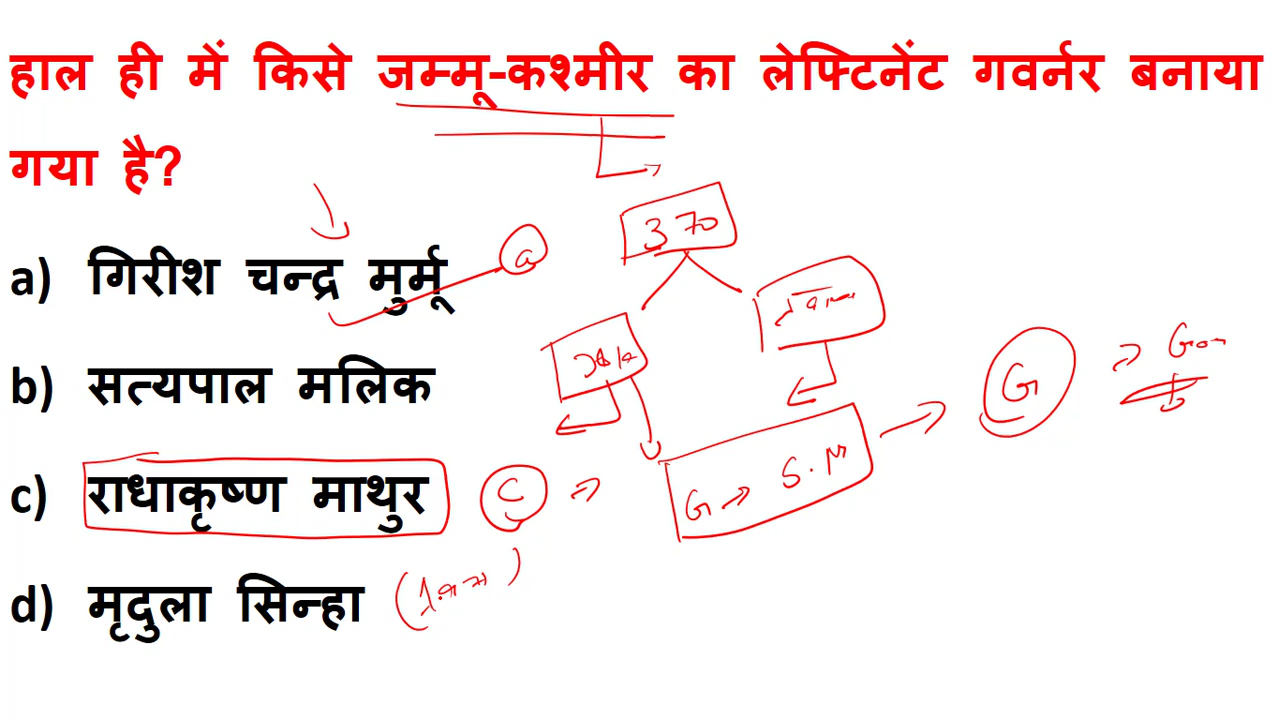 हाल ही में किसे जम्मू-कश्मीर का लेफ्टिनेंट गवर्नर बनाया
गया है?
a) गिरीश चन्द्र मुर्मू
a
370
b) सत्यपाल मलिक
G
c) राधाकृष्ण माथुर
C
G → S.M
d) मृदुला सिन्हा